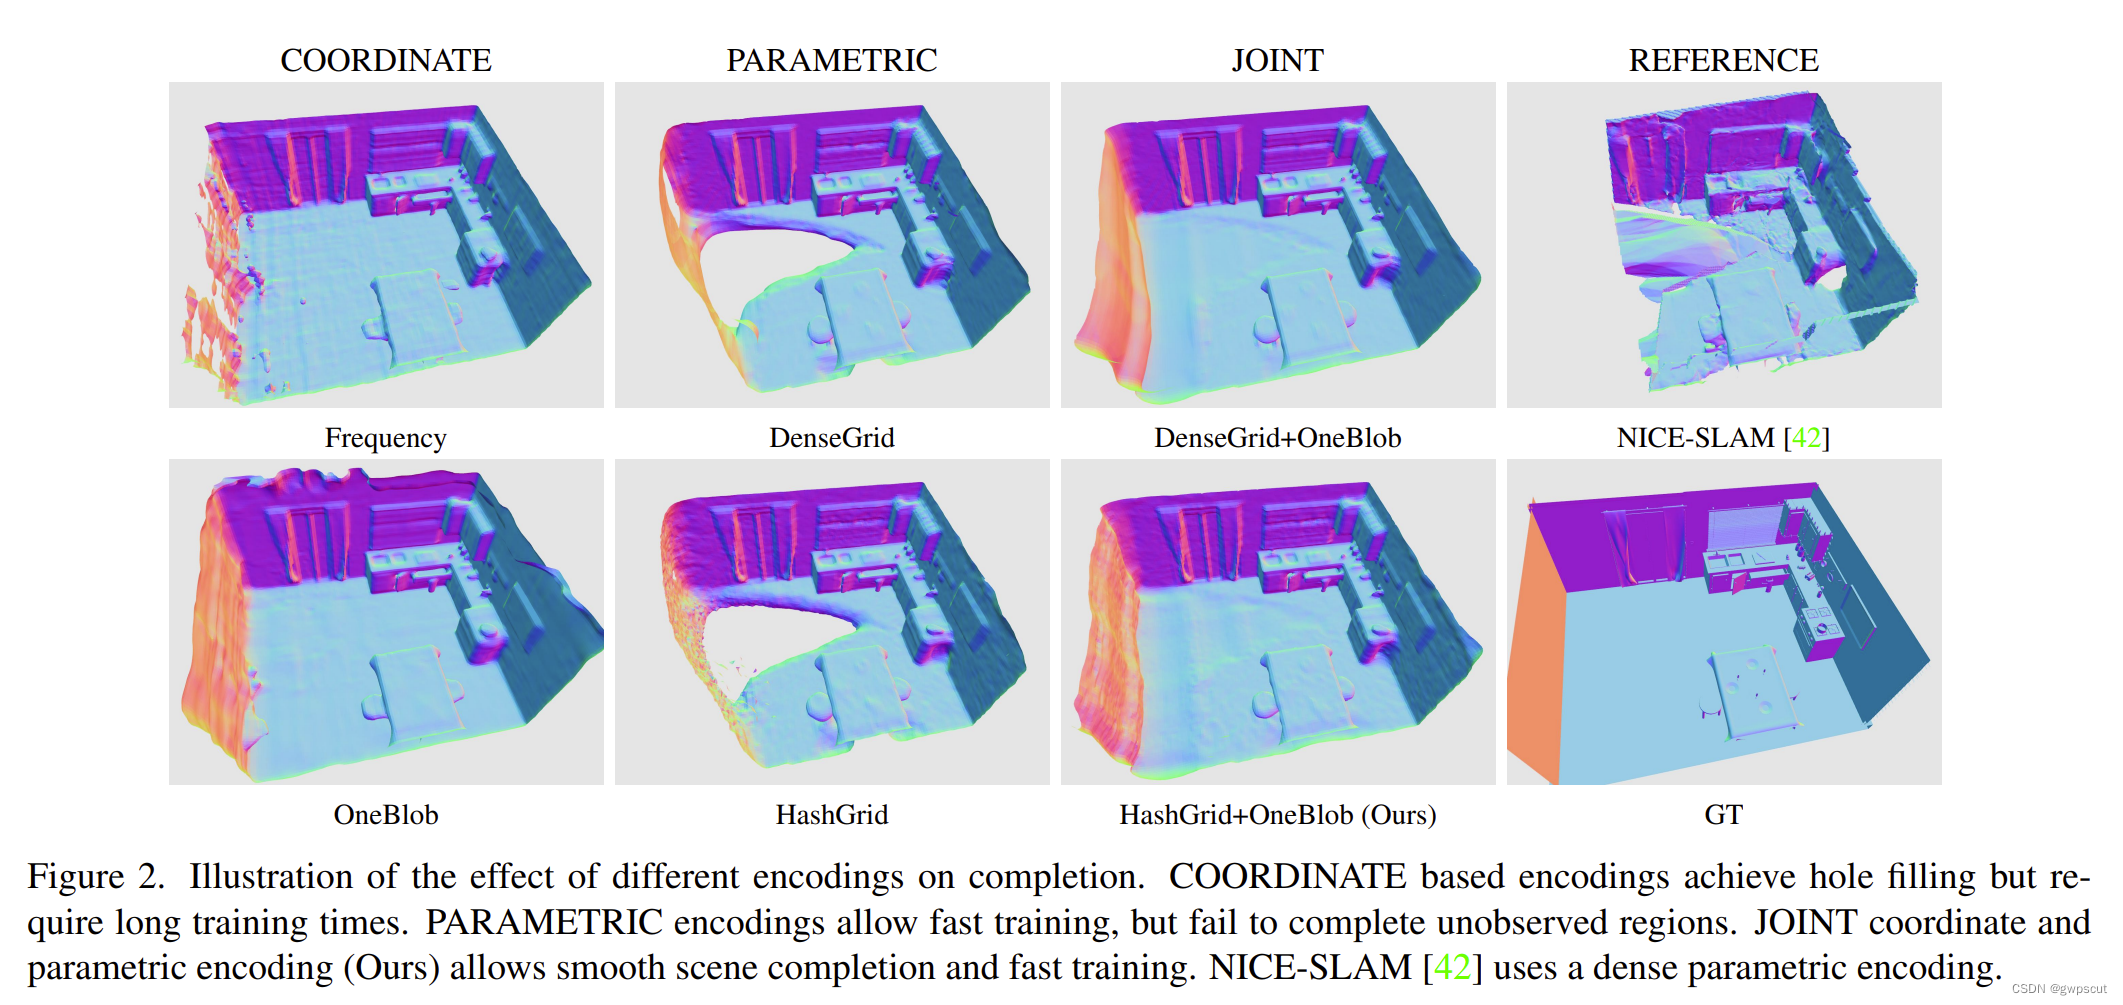 COORDINATE PARAMETRIC JOINT REFERENCE
Frequency DenseGrid DenseGrid+OneBlob NICE-SLAM [42]
OneBlob HashGrid HashGrid+OneBlob (Ours) GT
Figure 2. Illustration of the effect of different encodings on completion. COORDINATE based encodings achieve hole filling but re-
quire long training times. PARAMETRIC encodings allow fast training, but fail to complete unobserved regions. JOINT coordinate and
parametric encoding (Ours) allows smooth scene completion and fast training. NICE-SLAM [42] uses a dense parametric encoding.
CSDN @gwpscut